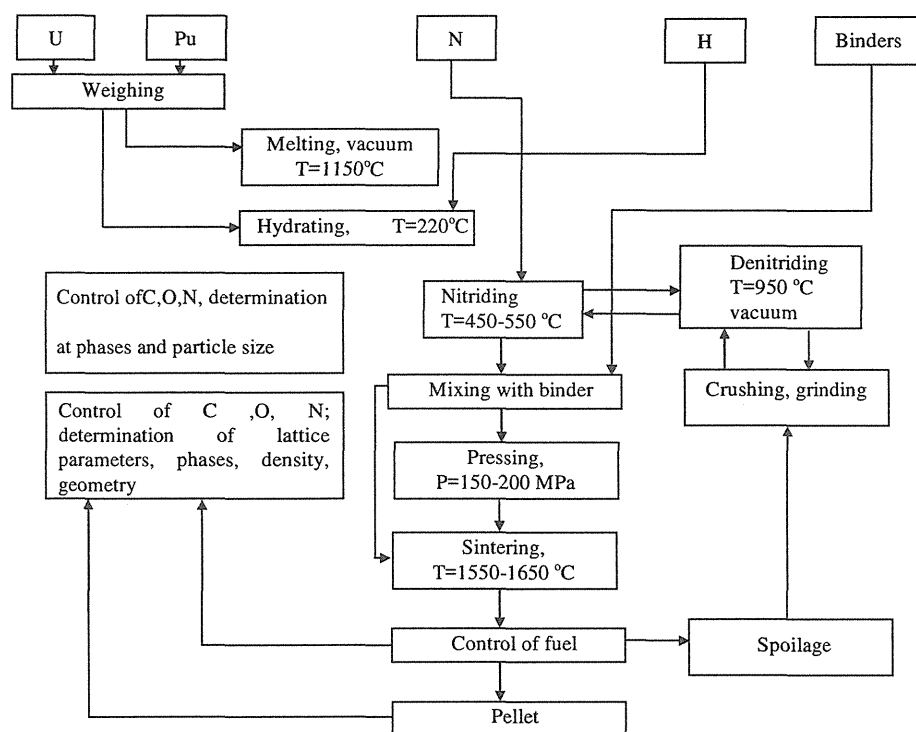 U
Pu
N
H
Binders
Weighing
Melting, vacuum
T=1150°C
Hydrating, T=220°C
Denitriding
T=950 °C
vacuum
Control ofC,O,N, determination
at phases and particle size
Nitriding
T=450-550 °C
Mixing with binder
Crushing, grinding
Control of C ,O, N;
determination of lattice
parameters, phases, density,
geometry
Pressing,
P=150-200 MPa
Sintering,
T=1550-1650 °C
Control of fuel
Spoilage
Pellet